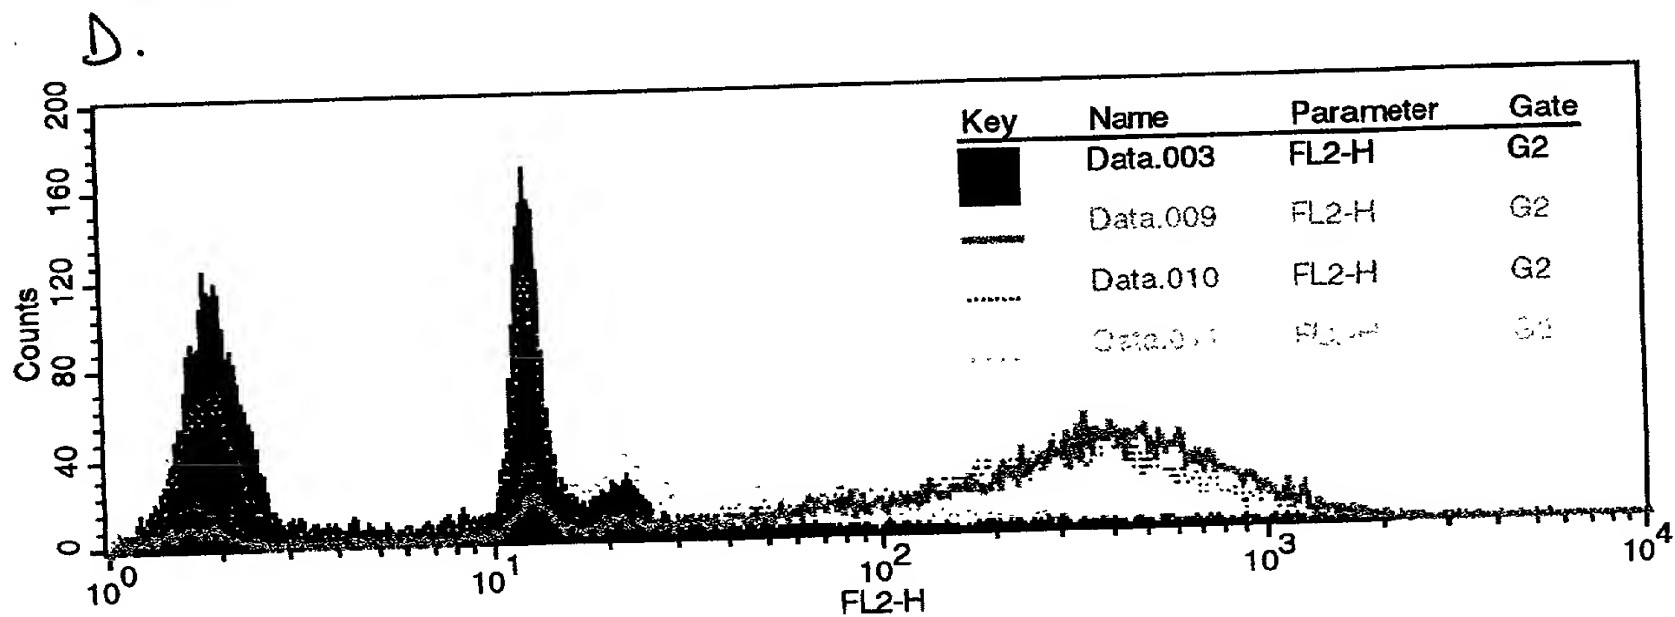 D.
Key Name Parameter Gate
Data.003 FL2-H G2
Data.009 FL2-H G2
Data.010 FL2-H G2
G2
Counts
200
160
120
80
40
0
10^0 10^1 10^2 10^3 10^4
FL2-H